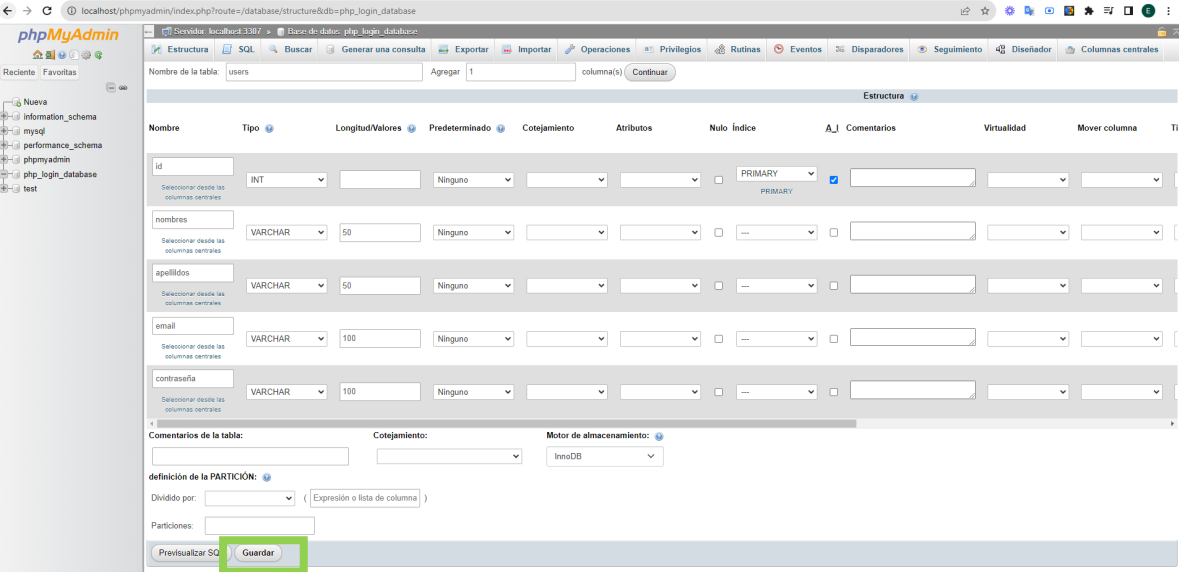 localhost/phpmyadmin/index.php?route=/database/structure&db=php_login_database
E
phpMyAdmin
Reciente Favoritas
Nueva
information_schema
mysql
performance_schema
phpmyadmin
php_login_database
test
Servidor: localhost:3307 » Base de datos: php_login_database
Estructura SQL Buscar Generar una consulta Exportar Importar Operaciones Privilegios Rutinas Eventos Disparadores Seguimiento Diseñador Columnas centrales
Nombre de la tabla: users Agregar 1 columna(s) Continuar
Estructura
Nombre Tipo Longitud/Valores Predeterminado Cotejamiento Atributos Nulo Índice A_I Comentarios Virtualidad Mover columna Ti
id INT Ninguno PRIMARY
Seleccionar desde las
columnas centrales
PRIMARY
nombres VARCHAR 50 Ninguno ---
Seleccionar desde las
columnas centrales
apellildos VARCHAR 50 Ninguno ---
Seleccionar desde las
columnas centrales
email VARCHAR 100 Ninguno ---
Seleccionar desde las
columnas centrales
contraseña VARCHAR 100 Ninguno ---
Seleccionar desde las
columnas centrales
Comentarios de la tabla: Cotejamiento: Motor de almacenamiento:
InnoDB
definición de la PARTICIÓN:
Dividido por: ( Expresión o lista de columna )
Particiones:
Previsualizar SQ Guardar